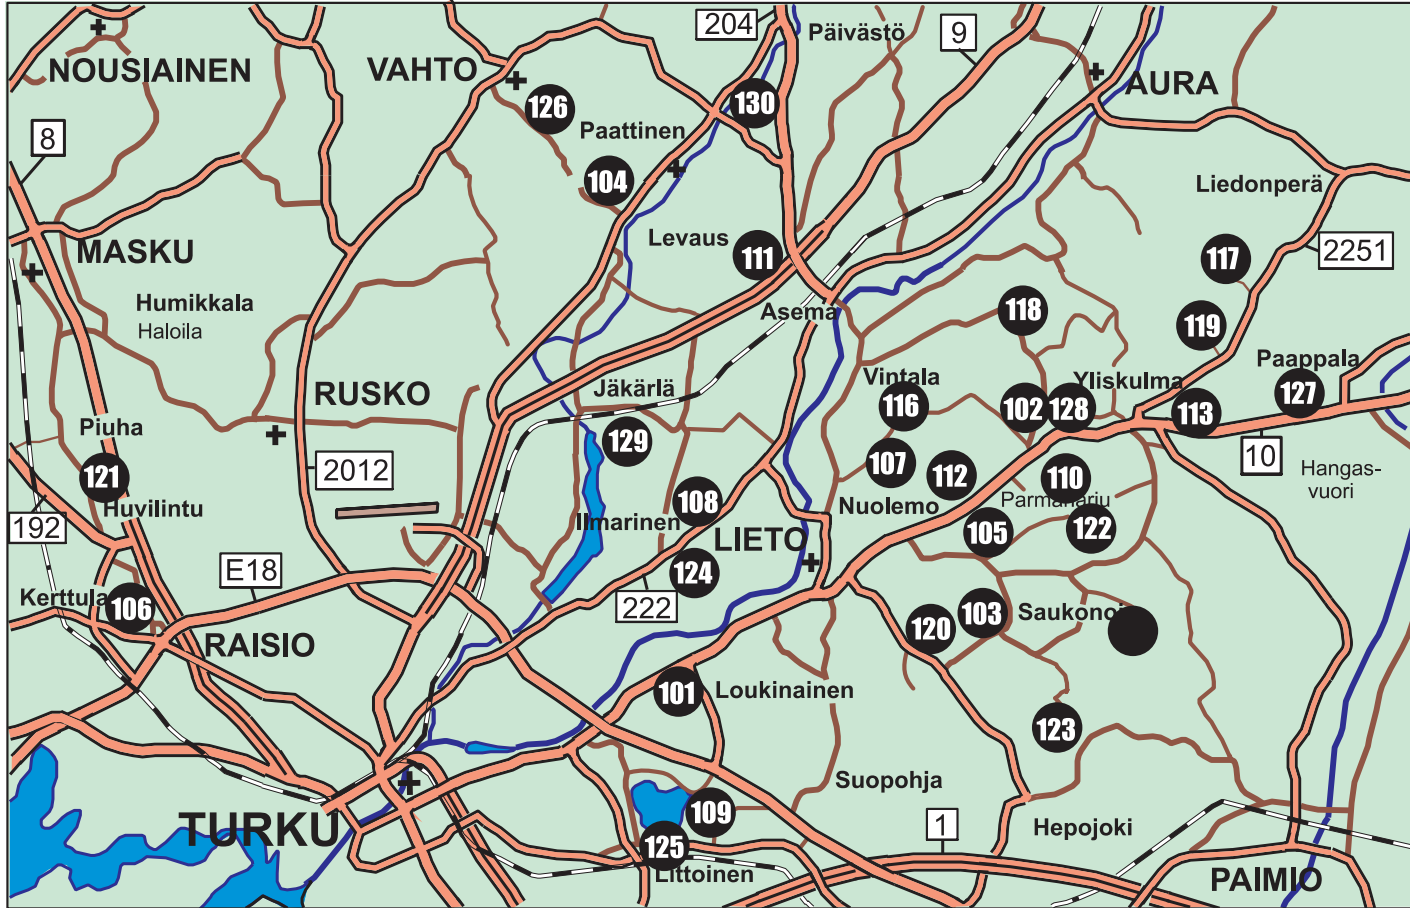 204
Päivästö
9
NOUSIAINEN
VAHTO
AURA
126
130
Paattinen
8
104
Liedonperä
Levaus
111
117
2251
MASKU
Humikkala
Haloila
Asema
118
119
Paappala
RUSKO
Jäkärlä
Vintala
Yliskulma
127
116
102
128
113
Piuha
129
107
112
110
10
Hangas-
vuori
121
2012
Huvilintu
108
Ilmarinen
Nuolemo
Parmaharju
192
LIETO
105
122
E18
124
222
Kerttula
106
RAISIO
120
103
Saukonoja
101
Loukinainen
123
Suopohja
TURKU
109
1
Hepojoki
125
Littoinen
PAIMIO